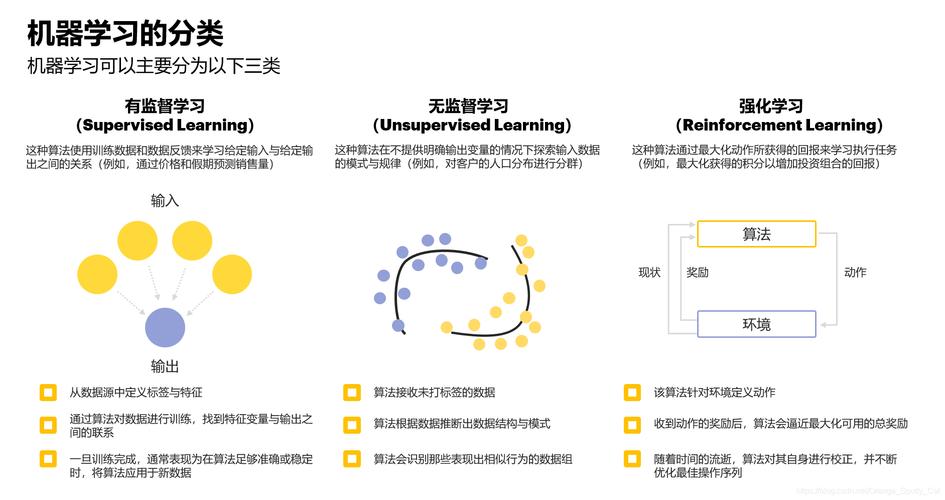 机器学习的分类
机器学习可以主要分为以下三类
有监督学习
（Supervised Learning）
这种算法使用训练数据和数据反馈来学习给定输入与给定输
出之间的关系（例如，通过价格和假期预测销售量）
输入
输出
从数据源中定义标签与特征
通过算法对数据进行训练，找到特征变量与输出之
间的联系
一旦训练完成，通常表现为在算法足够准确或稳定
时，将算法应用于新数据
无监督学习
（Unsupervised Learning）
这种算法在不提供明确输出变量的情况下探索输入数据
的模式与规律（例如，对客户的人口分布进行分群）
算法接收未打标签的数据
算法根据数据推断出数据结构与模式
算法会识别那些表现出相似行为的数据组
强化学习
（Reinforcement Learning）
这种算法通过最大化动作所获得的回报来学习执行任务
（例如，最大化获得的积分以增加投资组合的回报）
算法
现状
奖励
动作
环境
该算法针对环境定义动作
收到动作的奖励后，算法会逼近最大化可用的总奖励
随着时间的流逝，算法对其自身进行校正，并不断
优化最佳操作序列